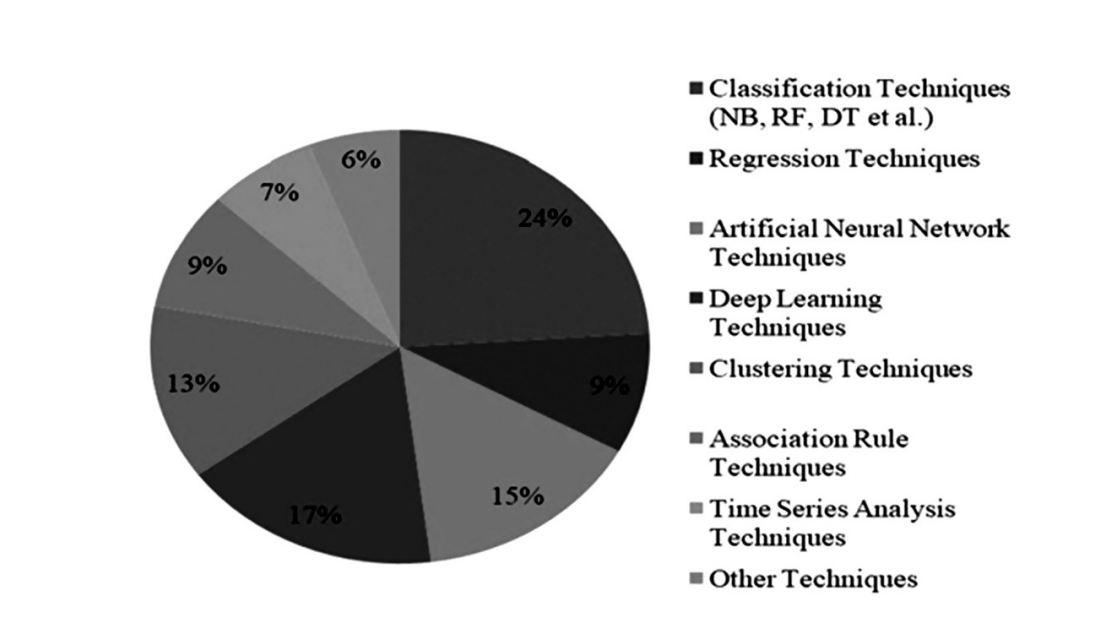 6%
7%
24%
9%
13%
9%
15%
17%
Classification Techniques
(NB, RF, DT et al.)
Regression Techniques
Artificial Neural Network
Techniques
Deep Learning
Techniques
Clustering Techniques
Association Rule
Techniques
Time Series Analysis
Techniques
Other Techniques